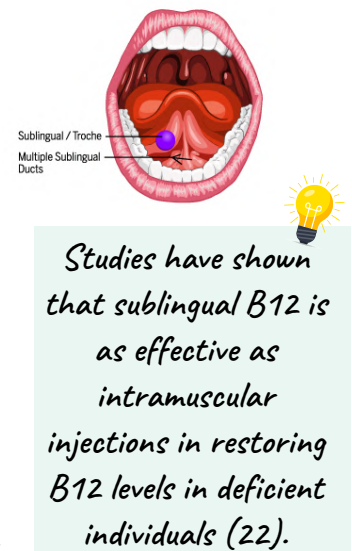 Sublingual / Troche
Multiple Sublingual
Ducts
Studies have shown
that sublingual B12 is
as effective as
intramuscular
injections in restoring
B12 levels in deficient
individuals (22).